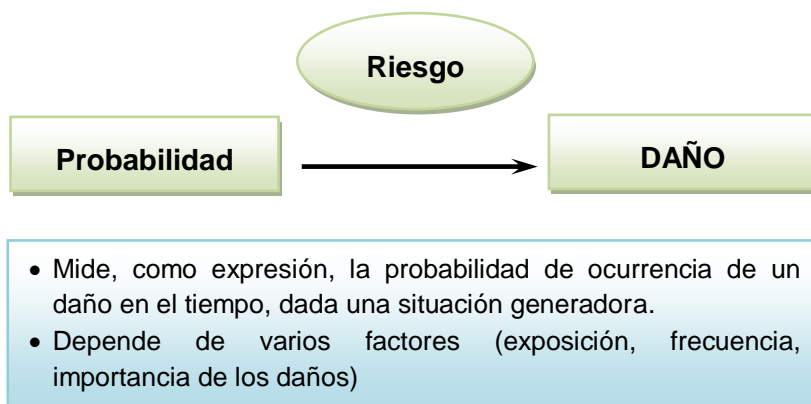 Riesgo
Probabilidad
DAÑO
• Mide, como expresión, la probabilidad de ocurrencia de un
daño en el tiempo, dada una situación generadora.
• Depende de varios factores (exposición, frecuencia,
importancia de los daños)